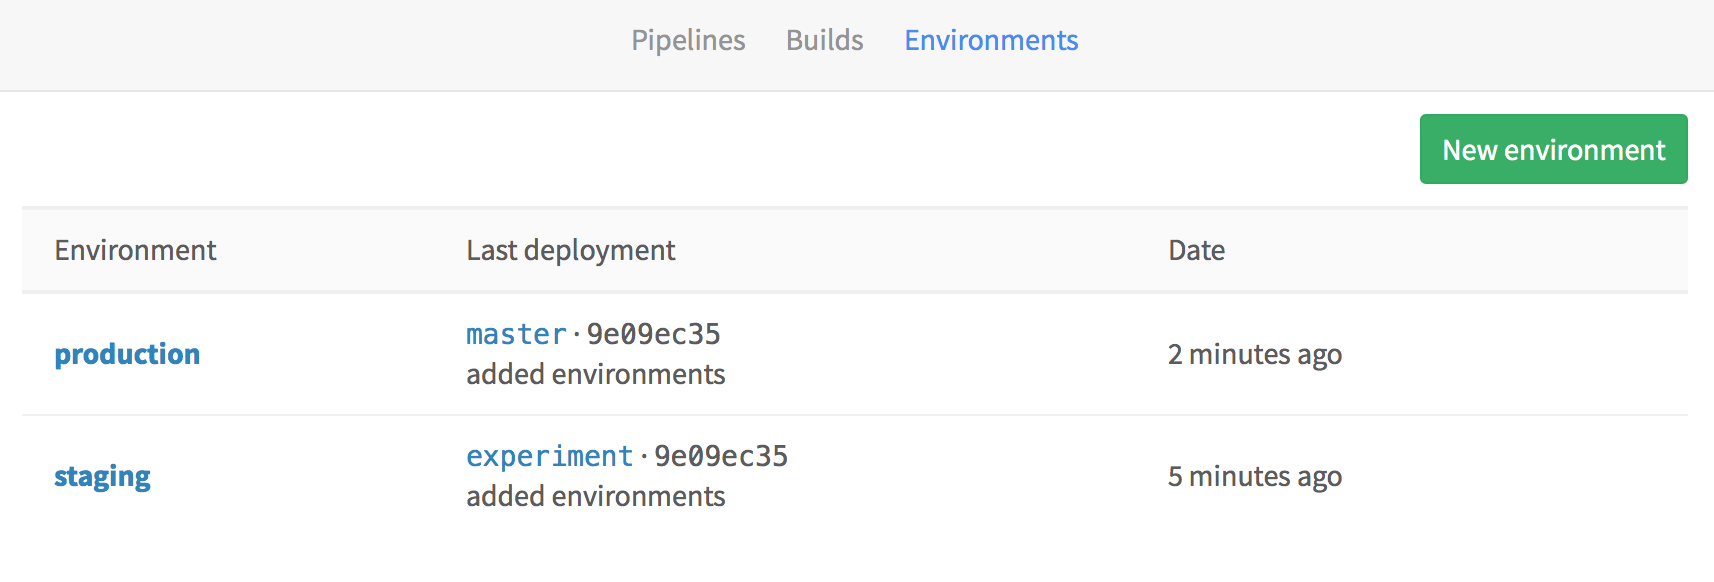 Pipelines Builds Environments
New environment
Environment Last deployment Date
production
master · 9e09ec35
added environments
2 minutes ago
staging
experiment · 9e09ec35
added environments
5 minutes ago